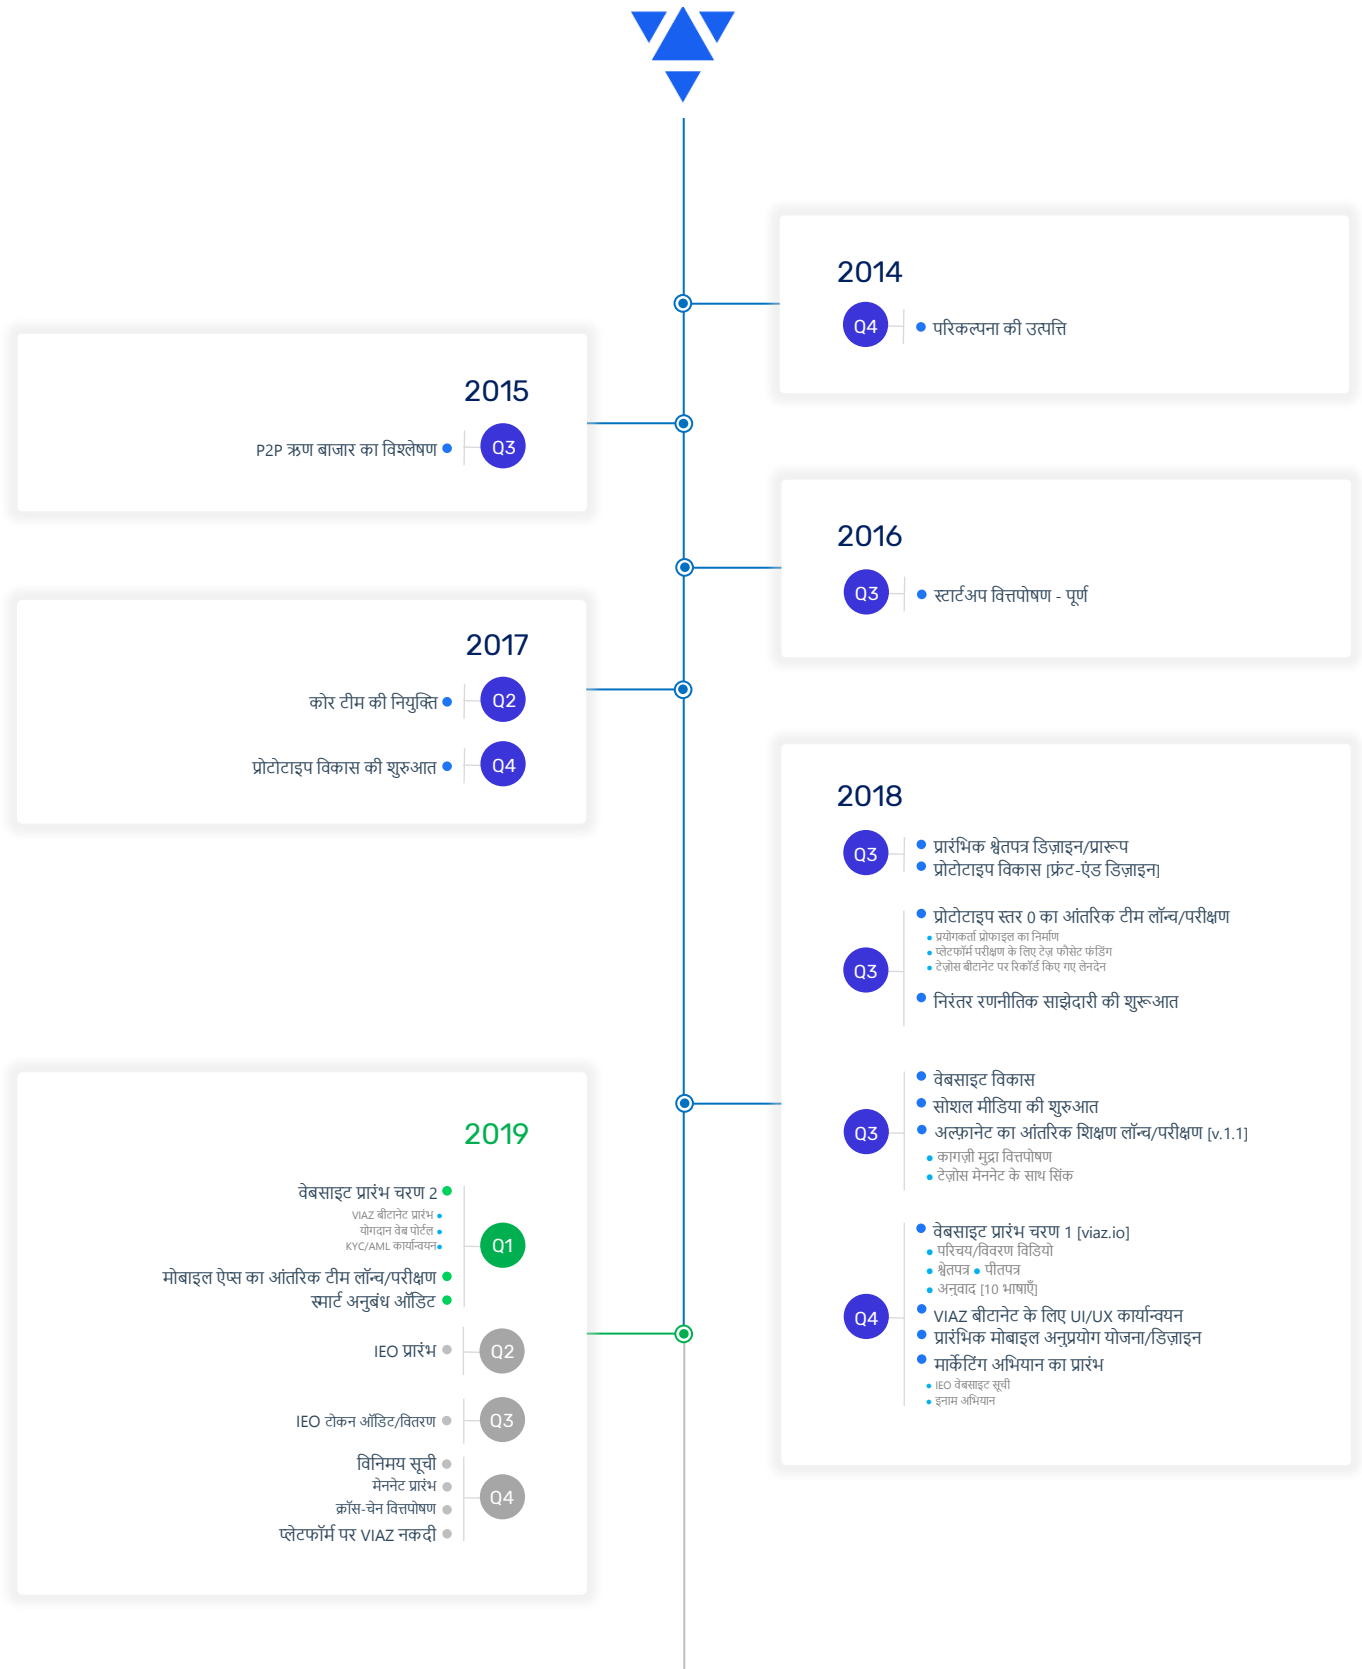 2014
Q4
परिकल्पना की उत्पत्ति
2015
P2P ऋण बाजार का विश्लेषण
Q3
2016
Q3
स्टार्टअप वित्तपोषण - पूर्ण
2017
कोर टीम की नियुक्ति
Q2
प्रोटोटाइप विकास की शुरुआत
Q4
2018
Q3
प्रारंभिक श्वेतपत्र डिज़ाइन/प्रारूप
प्रोटोटाइप विकास [फ्रंट-एंड डिज़ाइन]
Q3
प्रोटोटाइप स्तर 0 का आंतरिक टीम लॉन्च/परीक्षण
प्रयोगकर्ता प्रोफाइल का निर्माण
प्लेटफॉर्म परीक्षण के लिए टेज़ फौसेट फंडिंग
टेज़ोस बीटानेट पर रिकॉर्ड किए गए लेनदेन
निरंतर रणनीतिक साझेदारी की शुरूआत
Q3
वेबसाइट विकास
सोशल मीडिया की शुरुआत
अल्फ़ानेट का आंतरिक शिक्षण लॉन्च/परीक्षण [v.1.1]
कागज़ी मुद्रा वित्तपोषण
टेज़ोस मेननेट के साथ सिंक
Q4
वेबसाइट प्रारंभ चरण 1 [viaz.io]
परिचय/विवरण विडियो
श्वेतपत्र • पीतपत्र
अनुवाद [10 भाषाएँ]
VIAZ बीटानेट के लिए UI/UX कार्यान्वयन
प्रारंभिक मोबाइल अनुप्रयोग योजना/डिज़ाइन
मार्केटिंग अभियान का प्रारंभ
IEO वेबसाइट सूची
इनाम अभियान
2019
वेबसाइट प्रारंभ चरण 2
VIAZ बीटानेट प्रारंभ
योगदान वेब पोर्टल
KYC/AML कार्यान्वयन
Q1
मोबाइल ऐप्स का आंतरिक टीम लॉन्च/परीक्षण
स्मार्ट अनुबंध ऑडिट
IEO प्रारंभ
Q2
IEO टोकन ऑडिट/वितरण
Q3
विनिमय सूची
मेननेट प्रारंभ
Q4
क्रॉस-चेन वित्तपोषण
प्लेटफॉर्म पर VIAZ नकदी